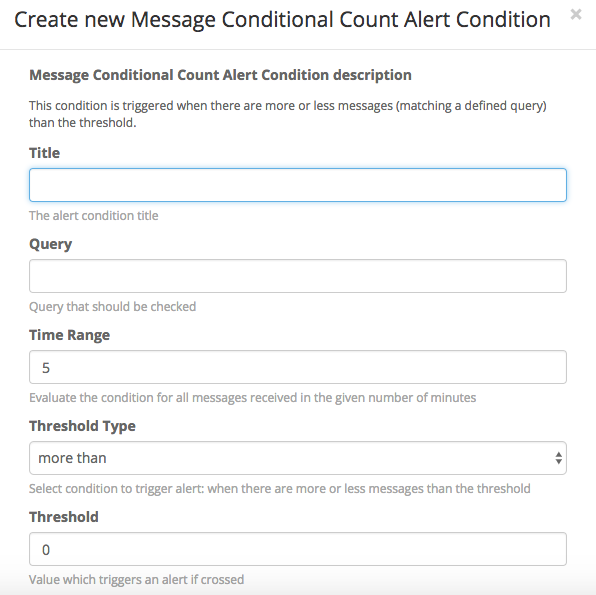 Create new Message Conditional Count Alert Condition ×
Message Conditional Count Alert Condition description
This condition is triggered when there are more or less messages (matching a defined query)
than the threshold.
Title
The alert condition title
Query
Query that should be checked
Time Range
5
Evaluate the condition for all messages received in the given number of minutes
Threshold Type
more than
Select condition to trigger alert: when there are more or less messages than the threshold
Threshold
0
Value which triggers an alert if crossed